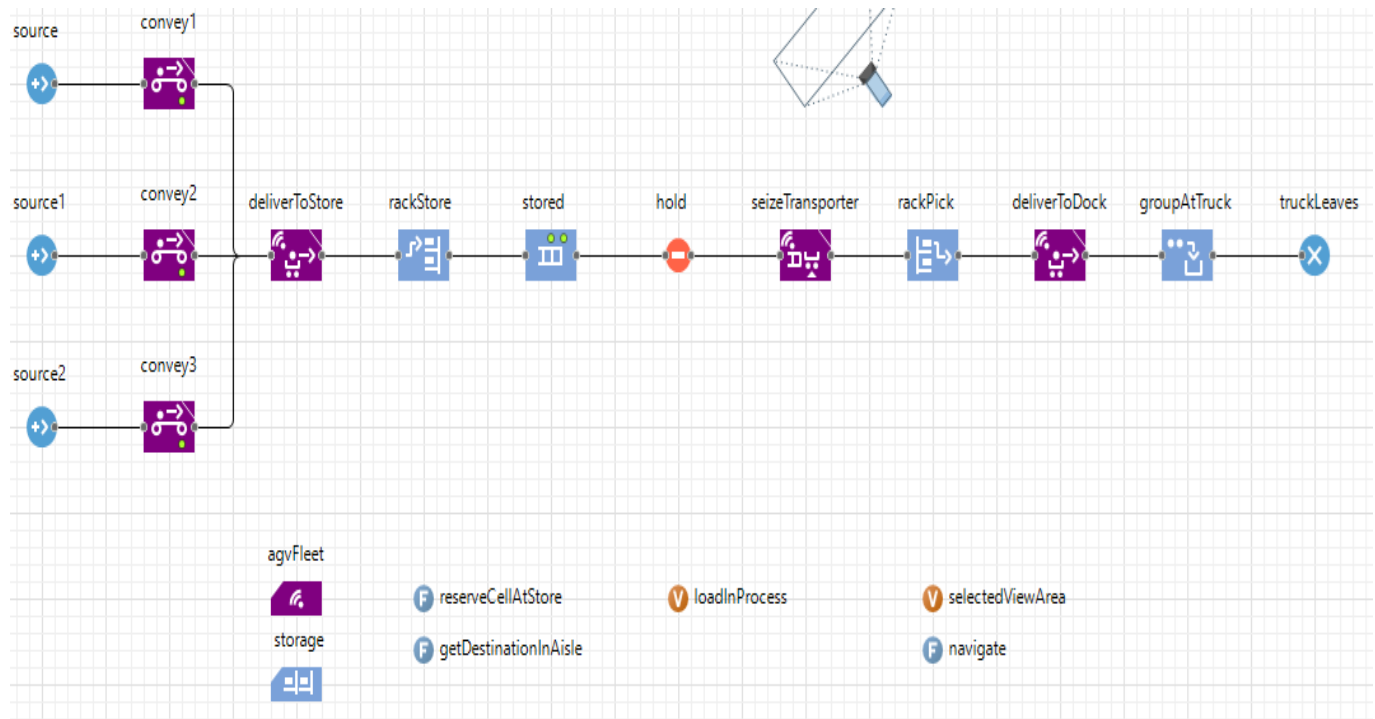 source
convey1
source1
convey2
deliverToStore
rackStore
stored
hold
seizeTransporter
rackPick
deliverToDock
groupAtTruck
truckLeaves
source2
convey3
agvFleet
F reserveCellAtStore
V loadInProcess
V selectedViewArea
storage
F getDestinationInAisle
F navigate